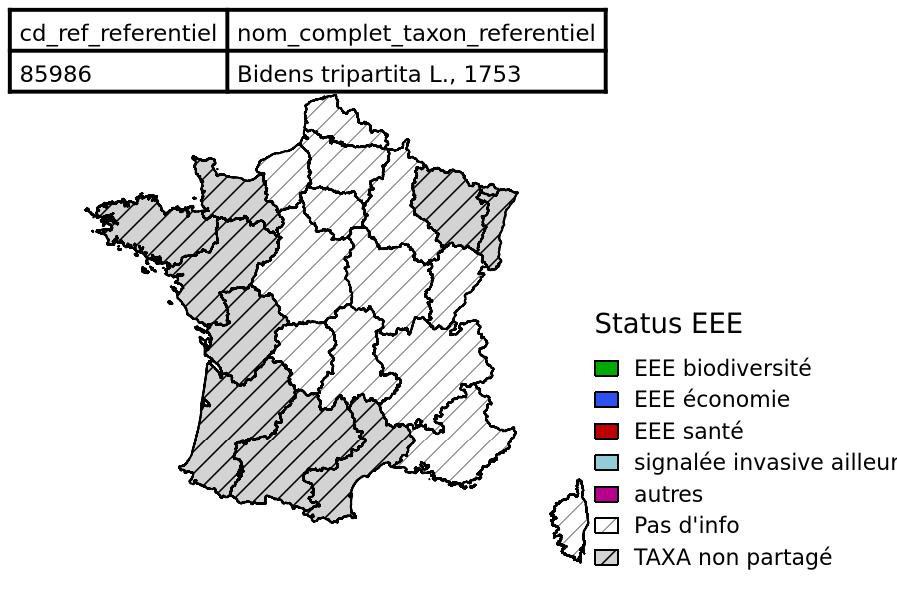 cd_ref_referentiel nom_complet_taxon_referentiel
85986 Bidens tripartita L., 1753
Status EEE
EEE biodiversité
EEE économie
EEE santé
signalée invasive ailleur
autres
Pas d'info
TAXA non partagé